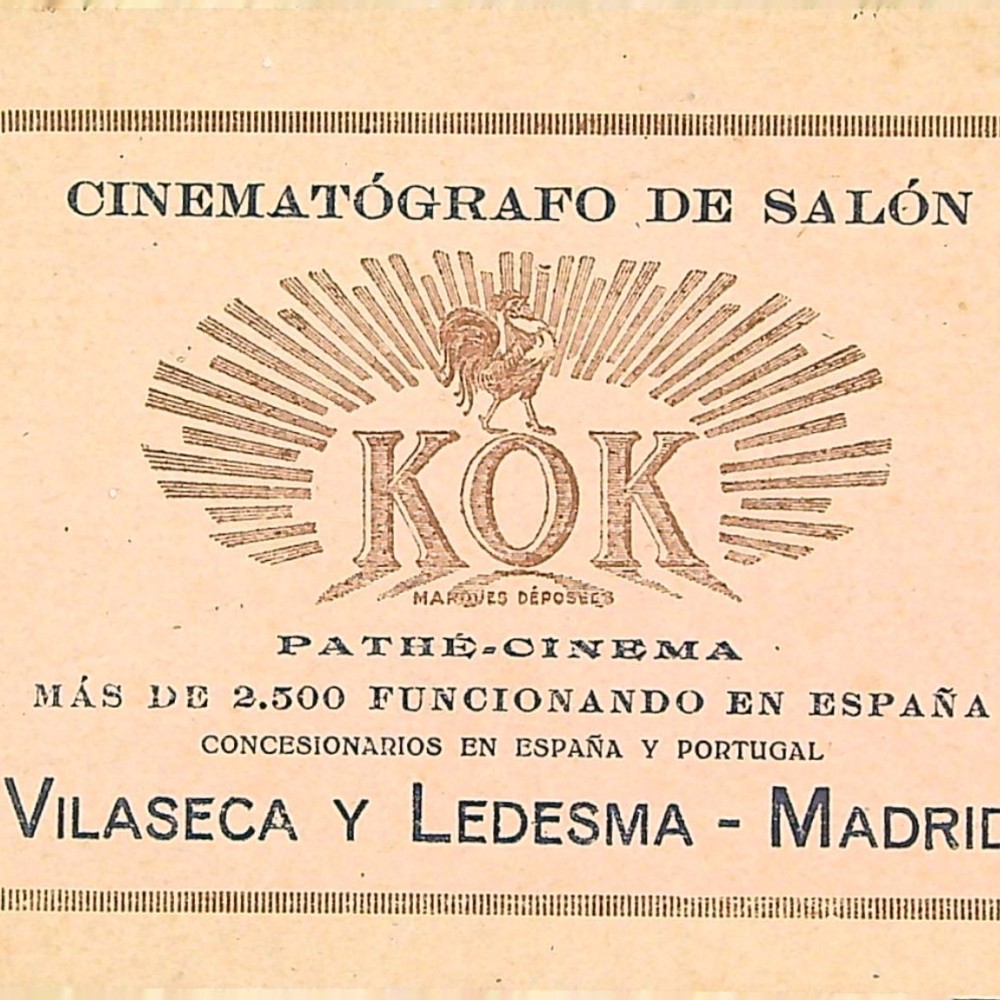 CINEMATÓGRAFO DE SALÓN
KOK
MARQUES DÉPOSÉES
PATHÉ-CINEMA
MÁS DE 2.500 FUNCIONANDO EN ESPAÑA
CONCESIONARIOS EN ESPAÑA Y PORTUGAL
VILASECA Y LEDESMA - MADRID